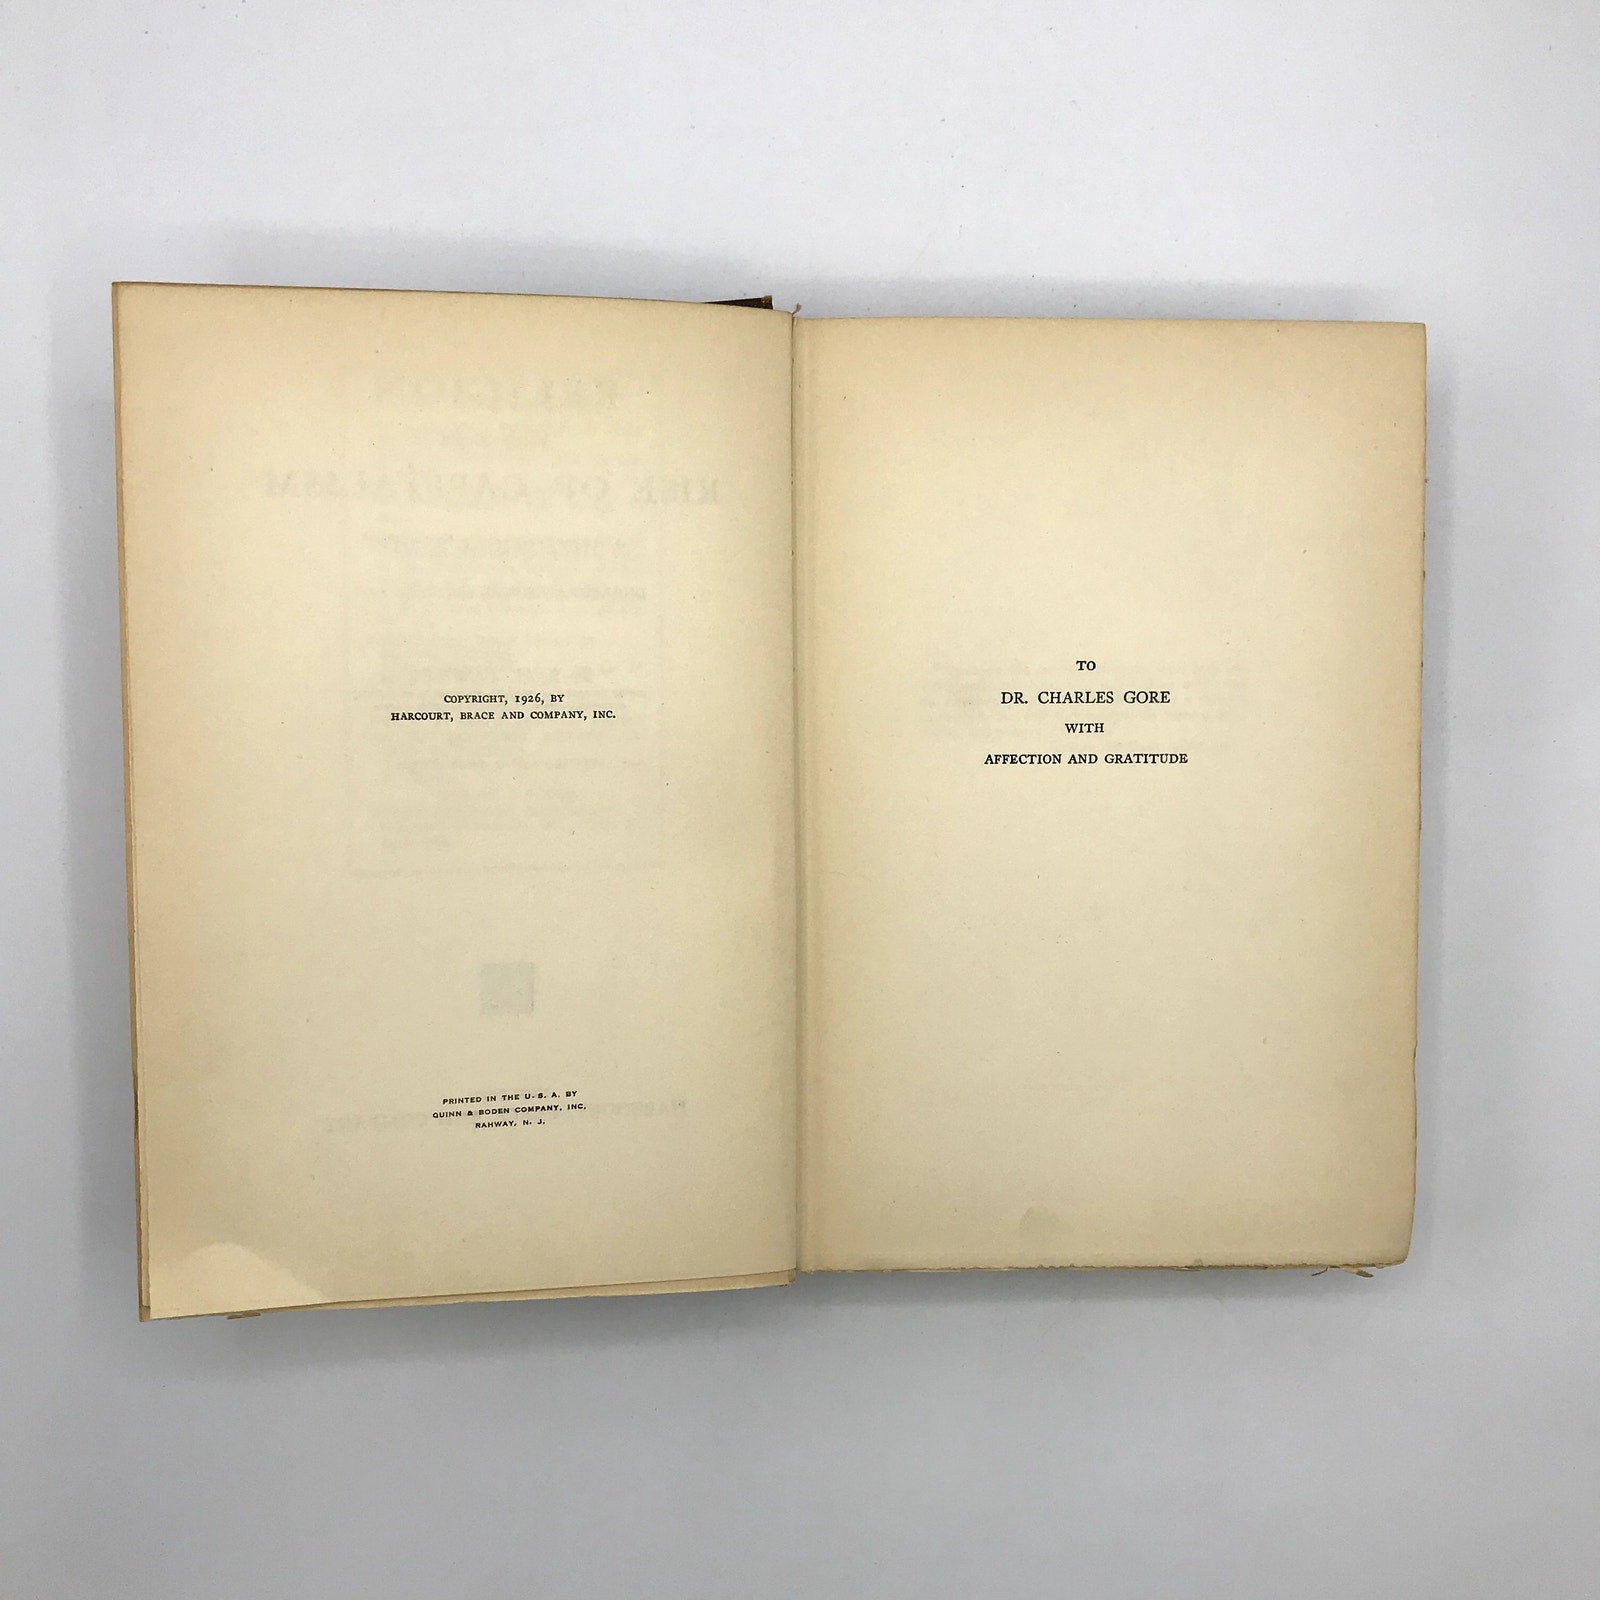 COPYRIGHT, 1926, BY
HARCOURT, BRACE AND COMPANY, INC.
PRINTED IN THE U. S. A. BY
QUINN & BODEN COMPANY, INC.
RAHWAY, N. J.
TO
DR. CHARLES GORE
WITH
AFFECTION AND GRATITUDE